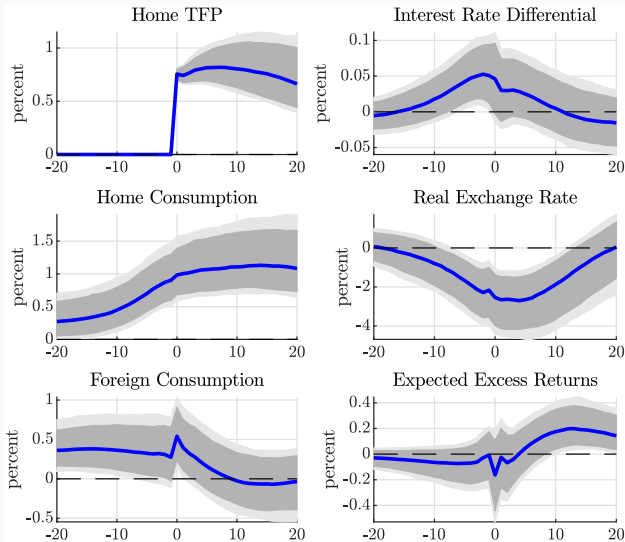 Home TFP
percent
1
0.5
0
-20 -10 0 10 20
Interest Rate Differential
percent
0.1
0.05
0
-0.05
-20 -10 0 10 20
Home Consumption
percent
1.5
1
0.5
0
-20 -10 0 10 20
Real Exchange Rate
percent
0
-2
-4
-20 -10 0 10 20
Foreign Consumption
percent
1
0.5
0
-0.5
-20 -10 0 10 20
Expected Excess Returns
percent
0.4
0.2
0
-0.2
-0.4
-20 -10 0 10 20